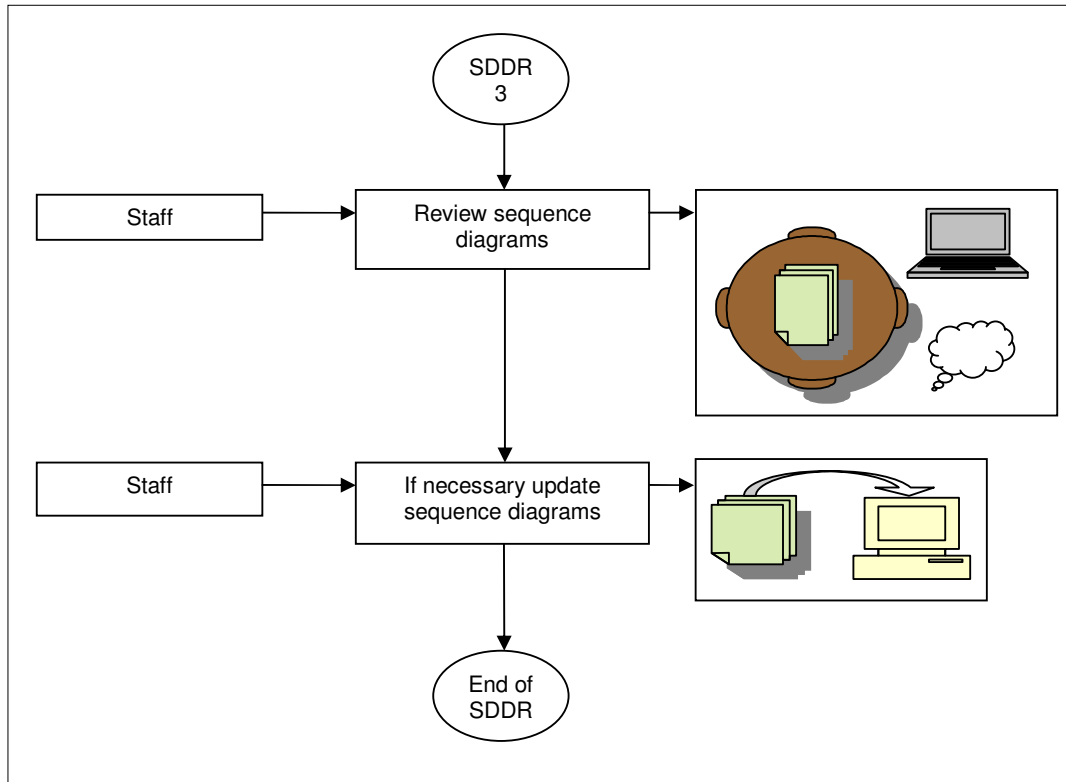 SDDR
3
Staff
Review sequence
diagrams
Staff
If necessary update
sequence diagrams
End of
SDDR